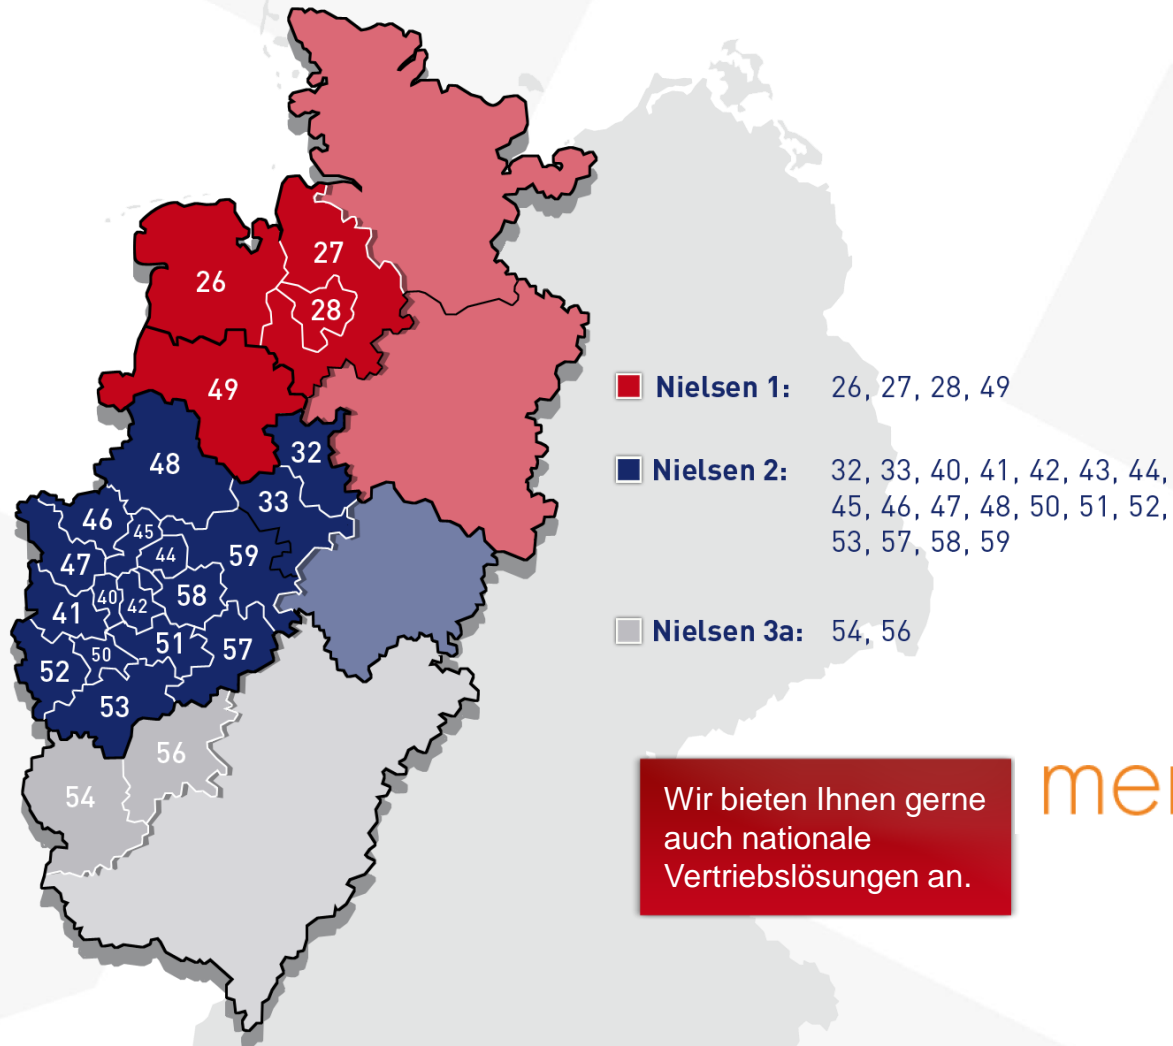 26
27
28
49
48
32
33
46
45
44
59
47
40
42
58
41
51
57
50
52
53
56
54
Nielsen 1: 26, 27, 28, 49
Nielsen 2: 32, 33, 40, 41, 42, 43, 44,
45, 46, 47, 48, 50, 51, 52,
53, 57, 58, 59
Nielsen 3a: 54, 56
Wir bieten Ihnen gerne
auch nationale
Vertriebslösungen an.